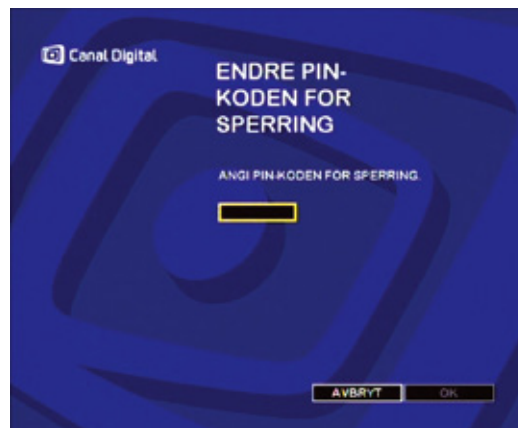 Canal Digital
ENDRE PIN-
KODEN FOR
SPERRING
ANGI PIN-KODEN FOR SPERRING.
AVBRYT OK